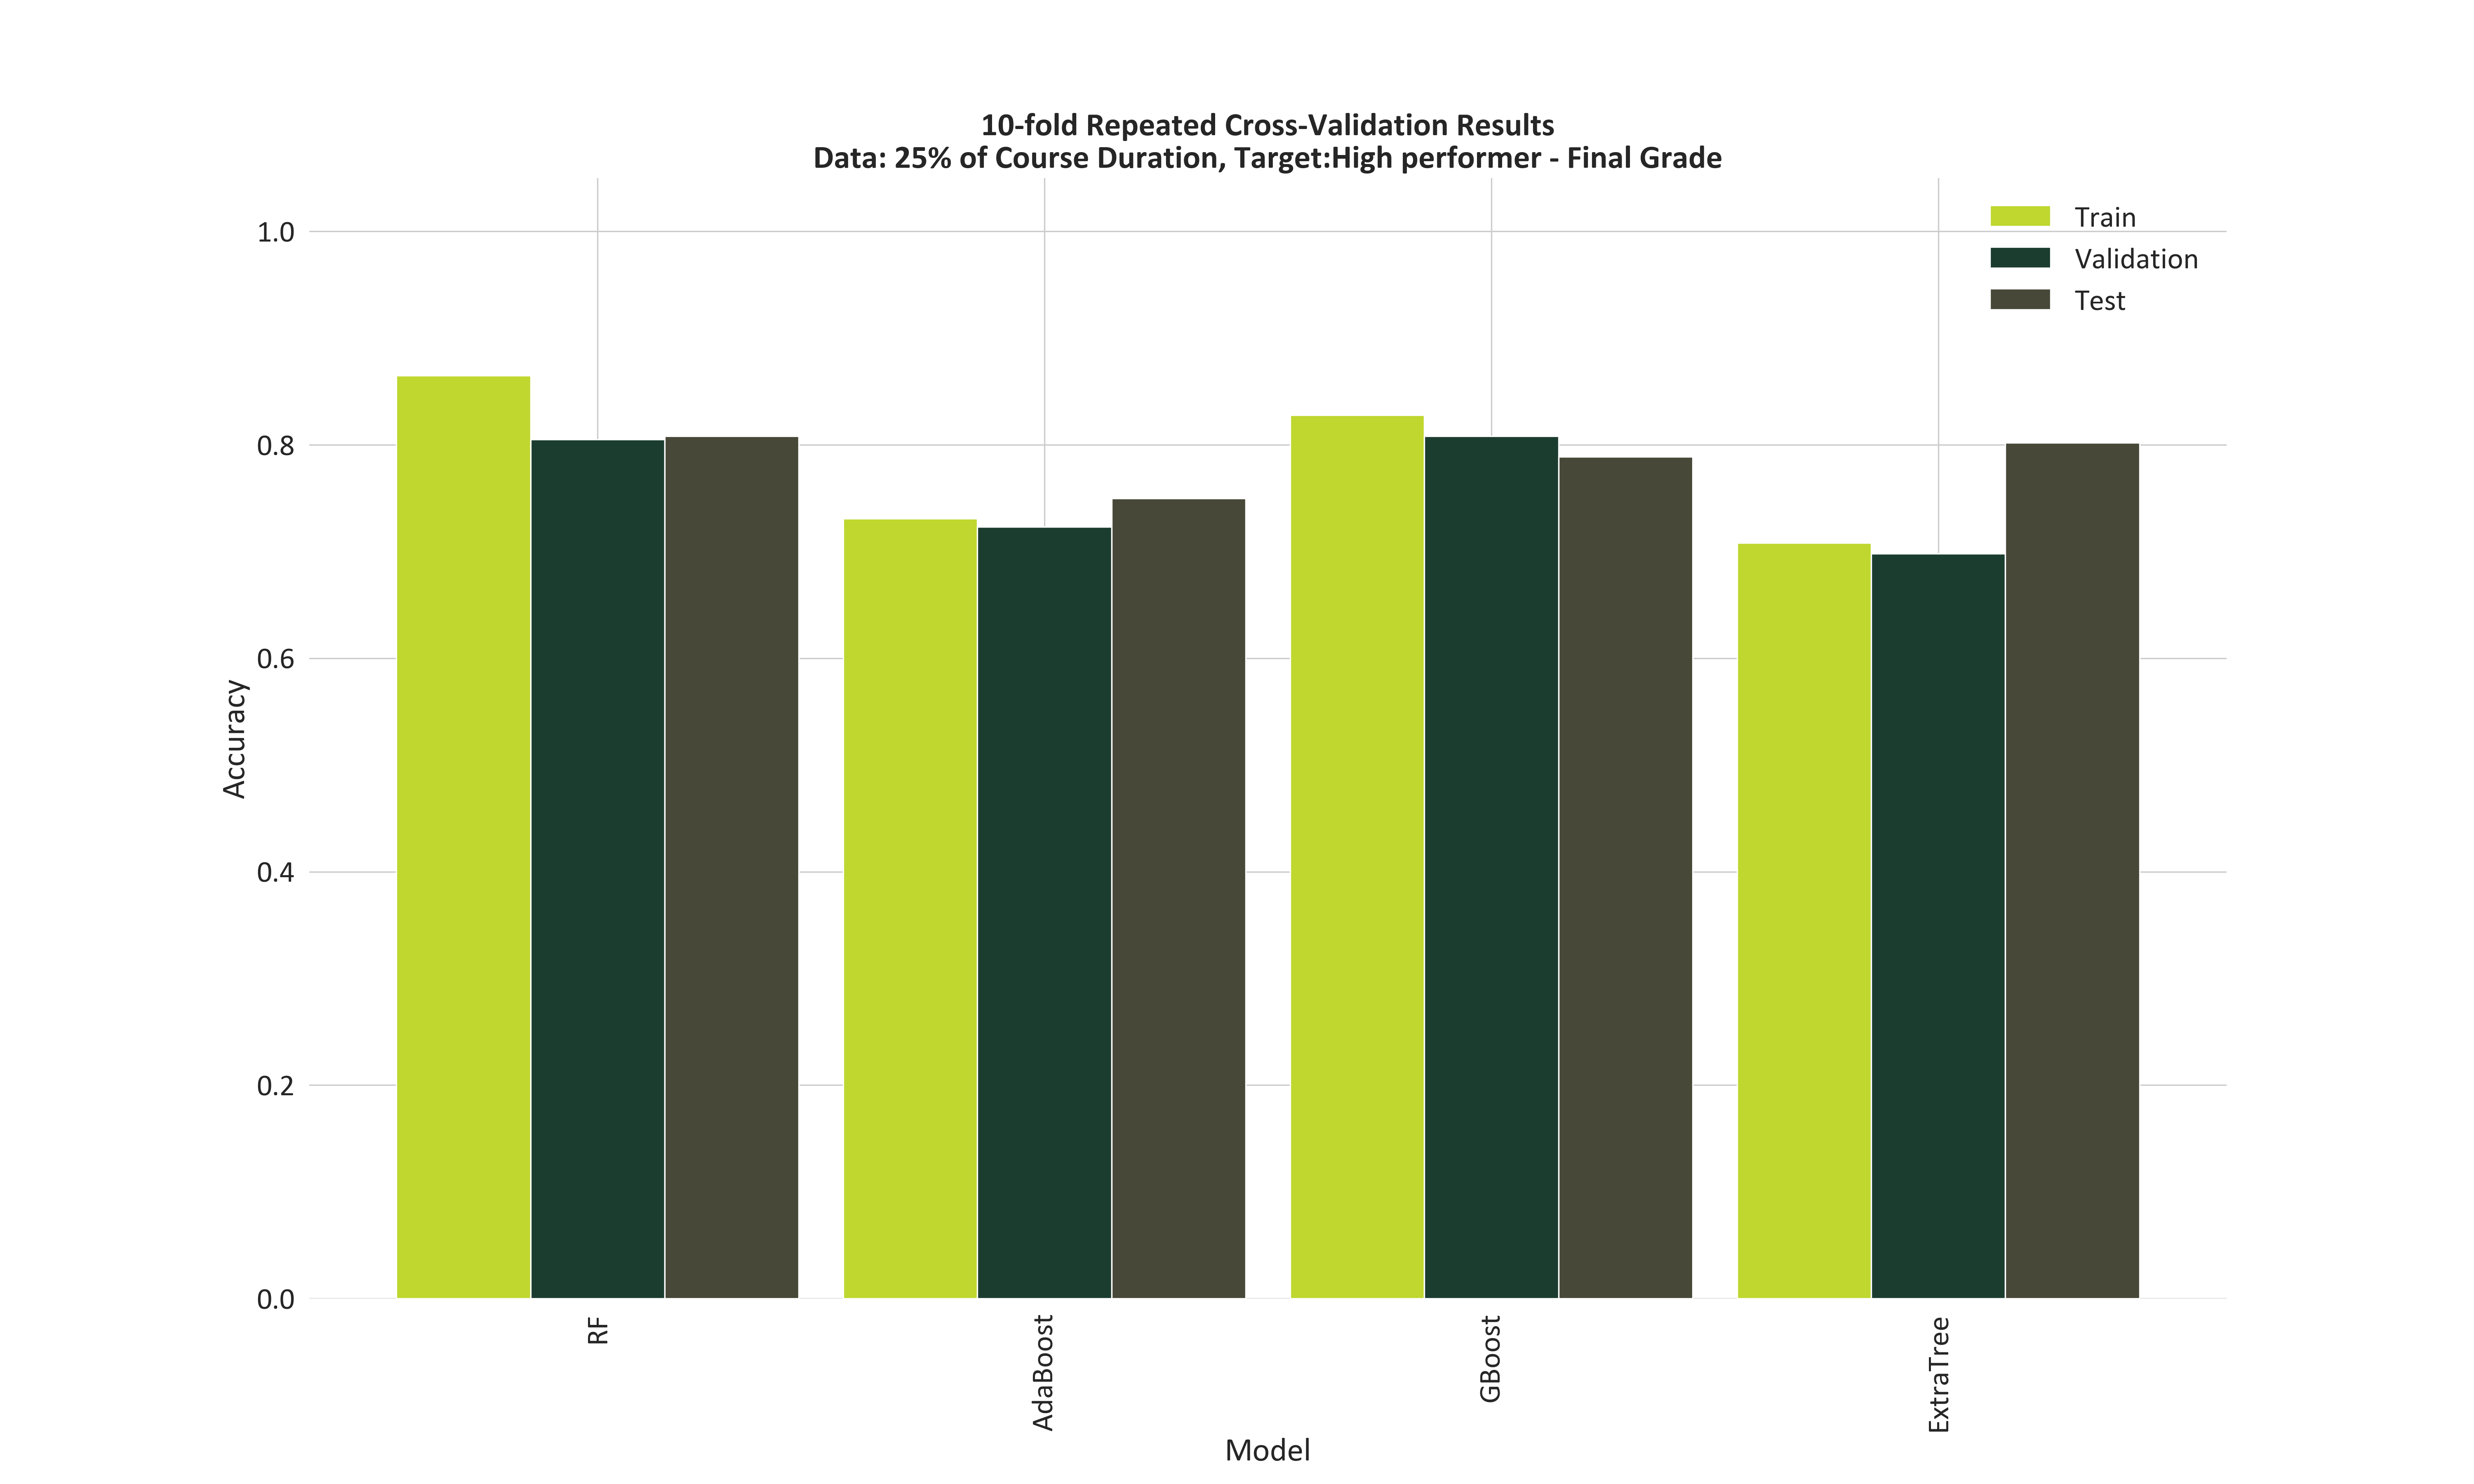 10-fold Repeated Cross-Validation Results
Data: 25% of Course Duration, Target:High performer - Final Grade
Train
Validation
Test
1.0
0.8
0.6
0.4
0.2
0.0
Accuracy
RF
AdaBoost
GBoost
ExtraTree
Model